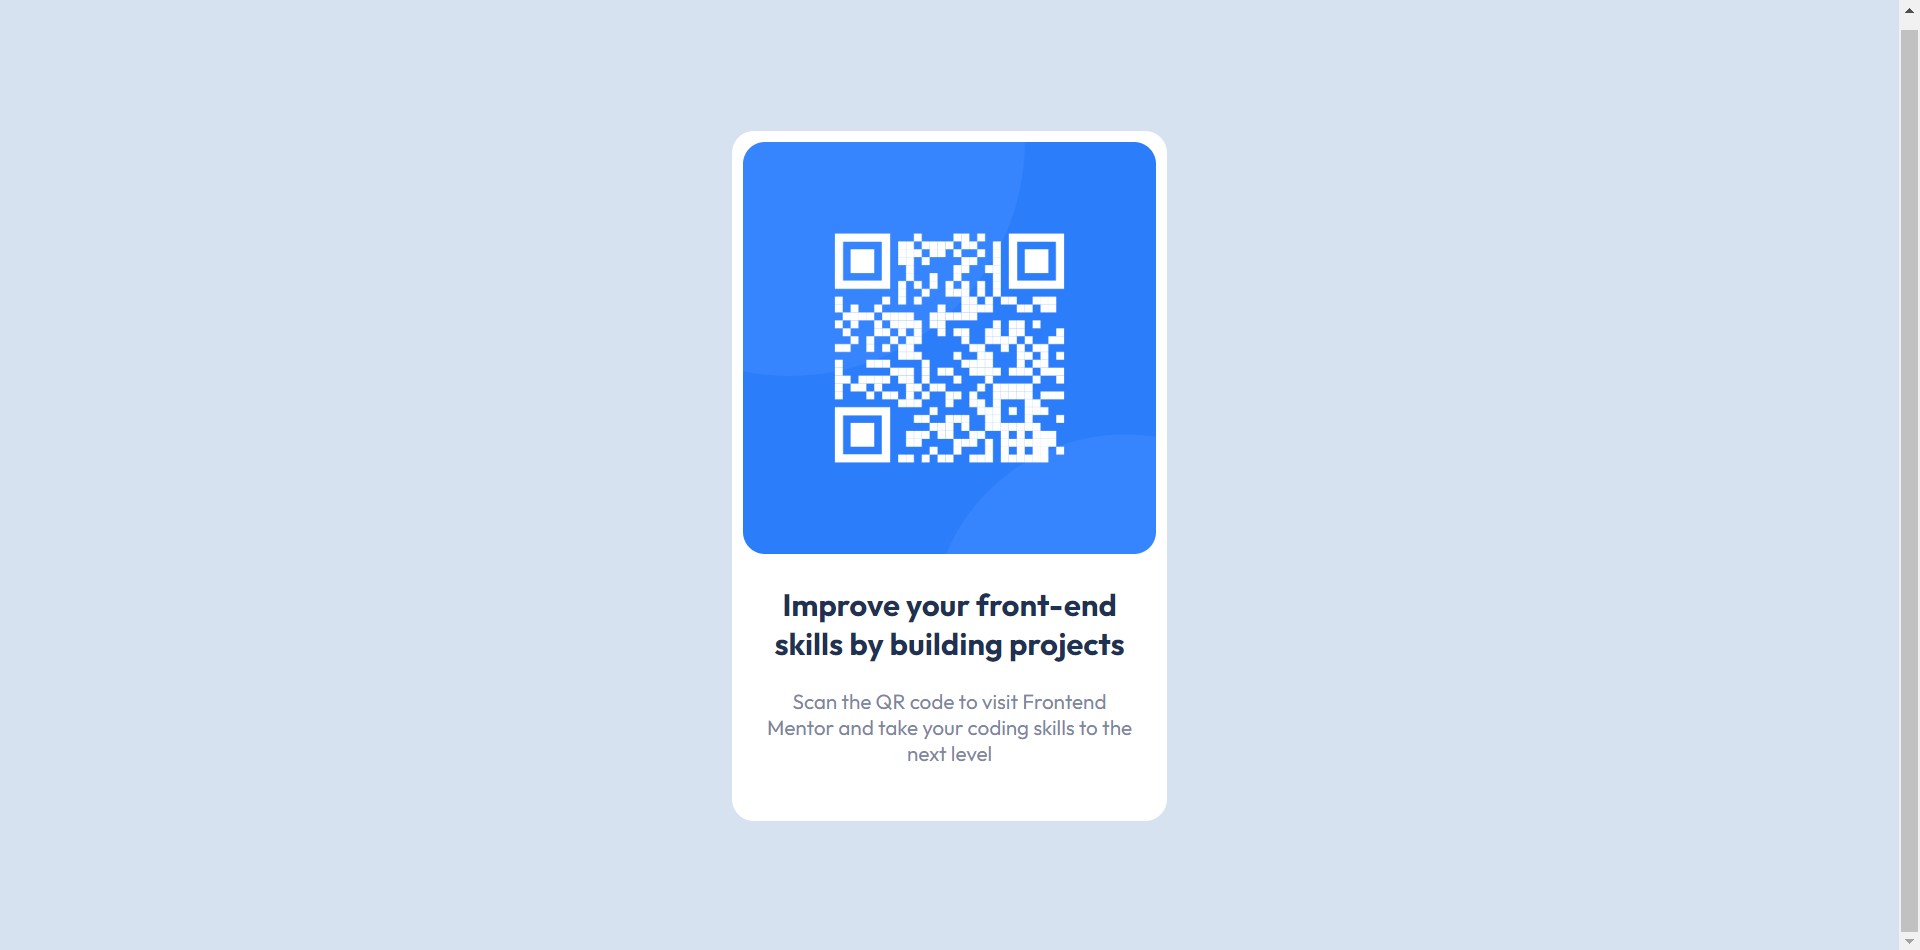 Improve your front-end
skills by building projects
Scan the QR code to visit Frontend
Mentor and take your coding skills to the
next level